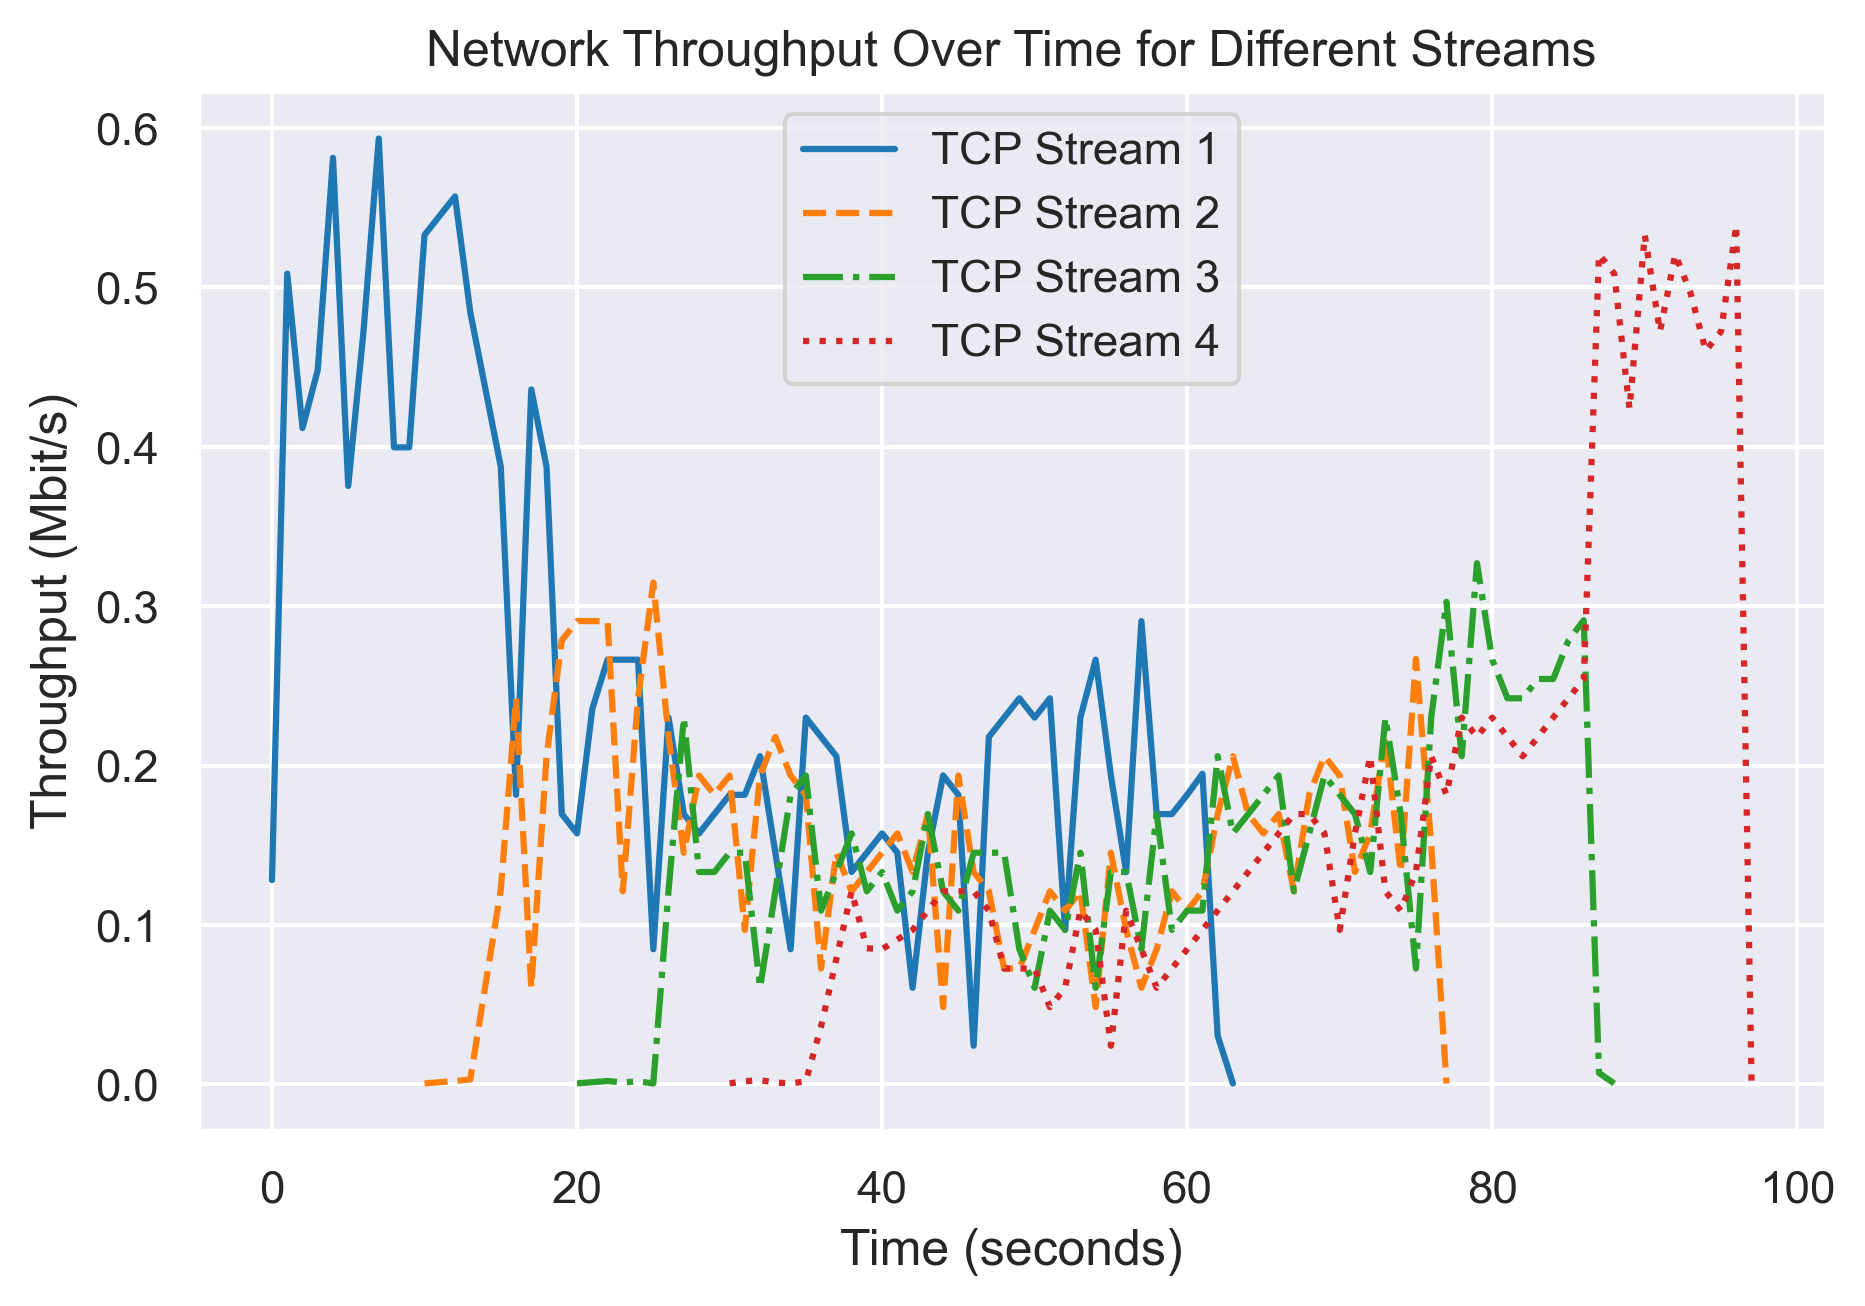 Network Throughput Over Time for Different Streams
TCP Stream 1
TCP Stream 2
TCP Stream 3
TCP Stream 4
Throughput (Mbit/s)
0.6
0.5
0.4
0.3
0.2
0.1
0.0
0 20 40 60 80 100
Time (seconds)